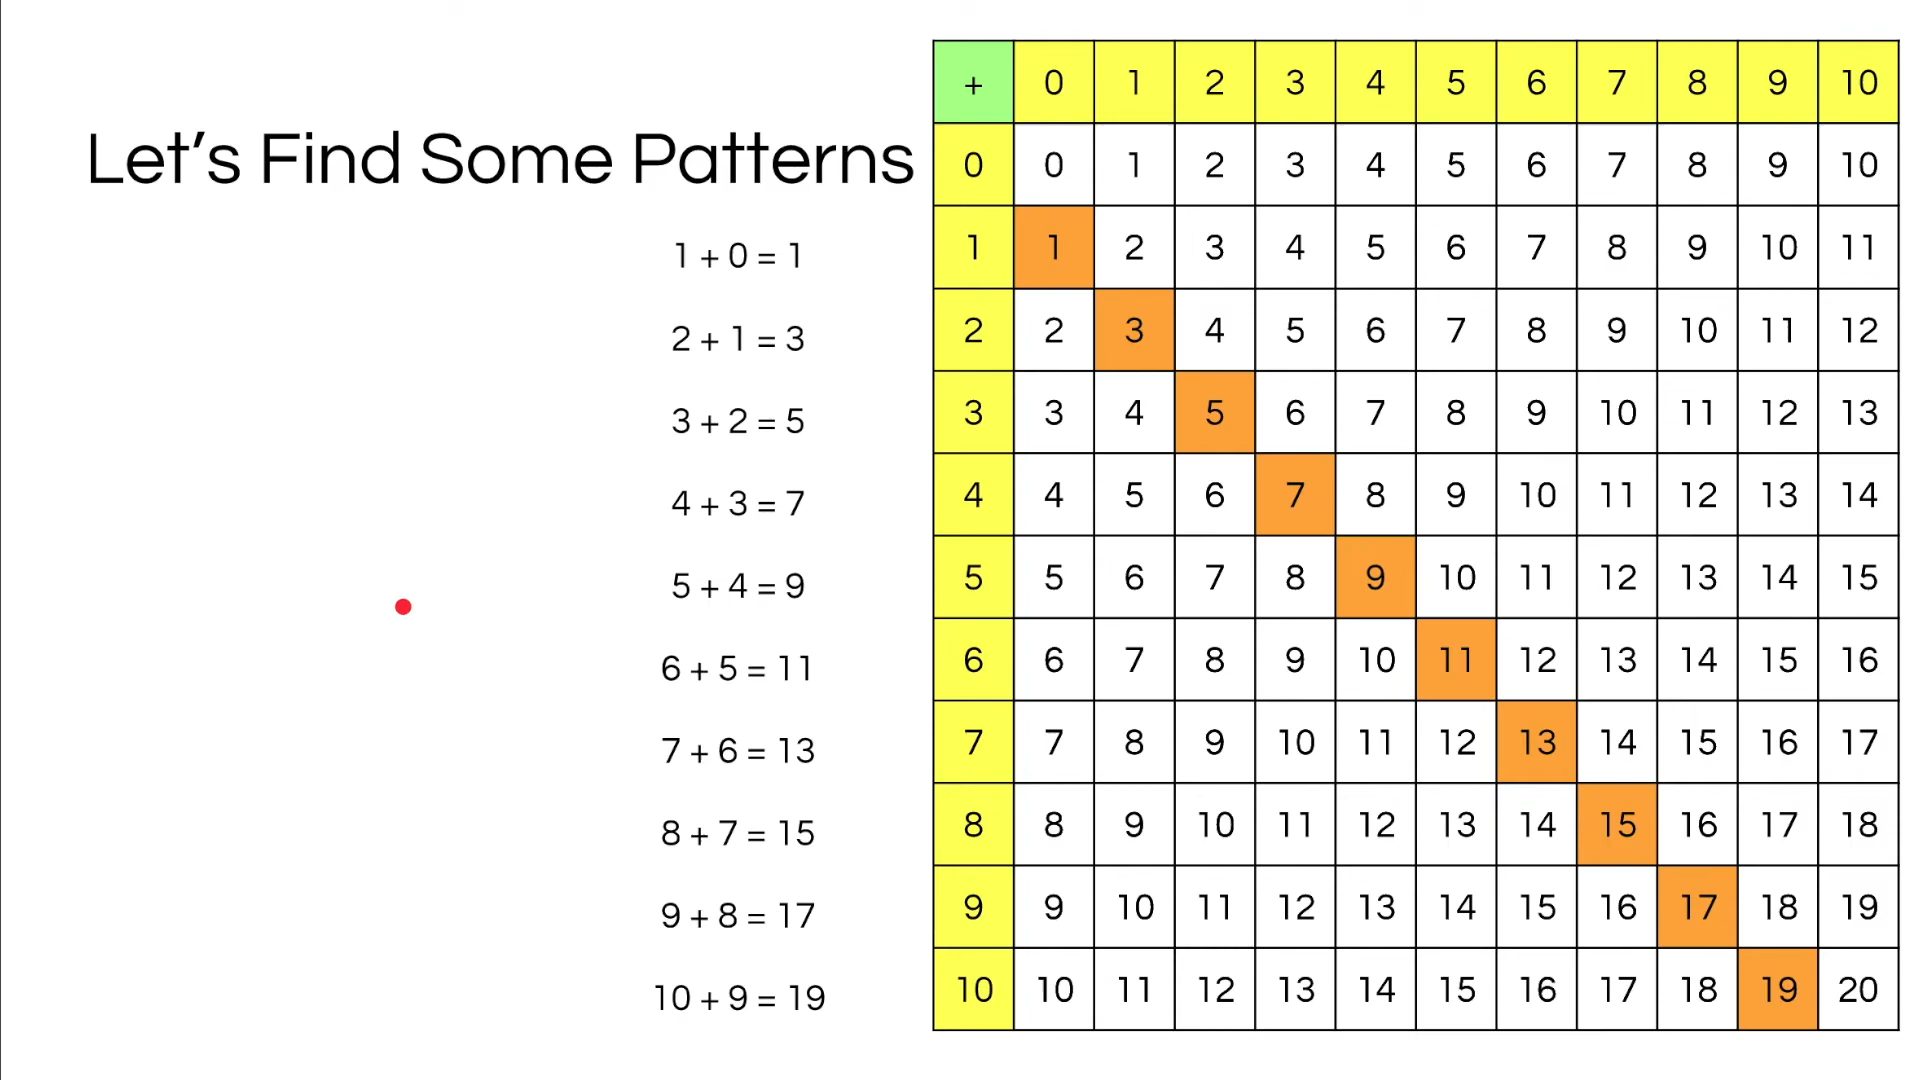 Let’s Find Some Patterns
1 + 0 = 1
2 + 1 = 3
3 + 2 = 5
4 + 3 = 7
5 + 4 = 9
6 + 5 = 11
7 + 6 = 13
8 + 7 = 15
9 + 8 = 17
10 + 9 = 19
+ 0 1 2 3 4 5 6 7 8 9 10
0 0 1 2 3 4 5 6 7 8 9 10
1 1 2 3 4 5 6 7 8 9 10 11
2 2 3 4 5 6 7 8 9 10 11 12
3 3 4 5 6 7 8 9 10 11 12 13
4 4 5 6 7 8 9 10 11 12 13 14
5 5 6 7 8 9 10 11 12 13 14 15
6 6 7 8 9 10 11 12 13 14 15 16
7 7 8 9 10 11 12 13 14 15 16 17
8 8 9 10 11 12 13 14 15 16 17 18
9 9 10 11 12 13 14 15 16 17 18 19
10 10 11 12 13 14 15 16 17 18 19 20